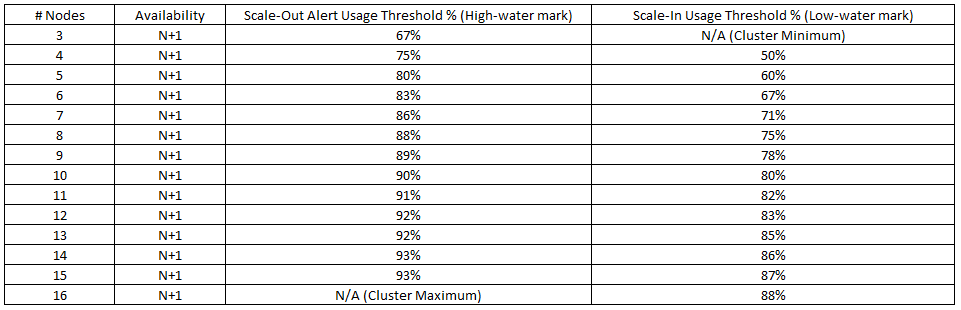 # Nodes Availability Scale-Out Alert Usage Threshold % (High-water mark) Scale-In Usage Threshold % (Low-water mark)
3 N+1 67% N/A (Cluster Minimum)
4 N+1 75% 50%
5 N+1 80% 60%
6 N+1 83% 67%
7 N+1 86% 71%
8 N+1 88% 75%
9 N+1 89% 78%
10 N+1 90% 80%
11 N+1 91% 82%
12 N+1 92% 83%
13 N+1 92% 85%
14 N+1 93% 86%
15 N+1 93% 87%
16 N+1 N/A (Cluster Maximum) 88%